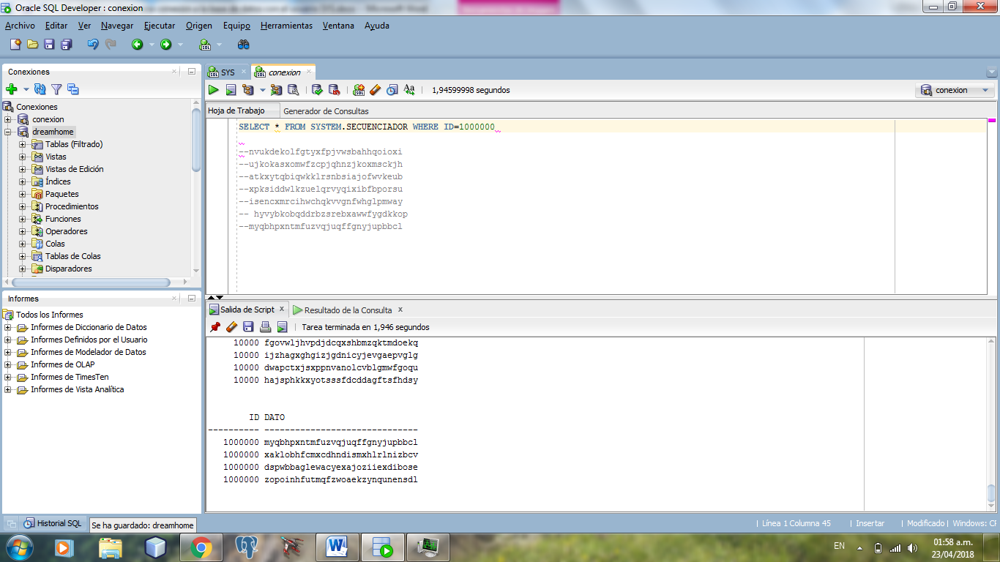 Oracle SQL Developer : conexion
Archivo Editar Ver Navegar Ejecutar Origen Equipo Herramientas Ventana Ayuda
Conexiones
Conexiones
conexion
dreamhome
Tablas (Filtrado)
Vistas
Vistas de Edición
Índices
Paquetes
Procedimientos
Funciones
Operadores
Colas
Tablas de Colas
Disparadores
Informes
Todos los Informes
Informes de Diccionario de Datos
Informes Definidos por el Usuario
Informes de Modelador de Datos
Informes de OLAP
Informes de TimesTen
Informes de Vista Analítica
SYS conexion
1,94599998 segundos
conexion
Hoja de Trabajo Generador de Consultas
SELECT * FROM SYSTEM.SECUENCIADOR WHERE ID=1000000
--nvukdekolfgtyxfpjvwsbahhqoioxi
--ujkokasxomwfzcpjqhnzjkoxmsckjh
--atkxytqbiqwkklrsnbsiajofwvkeub
--xpksiddwlkzuelqrvyqixibfbporsu
--isencxmrcihwchqkvvgnfwhglpmway
-- hyvybkobqddrbzsrebxawwfygdkkop
--myqbhpxntmfuzvqjuqffgnyjupbbcl
Salida de Script Resultado de la Consulta
Tarea terminada en 1,946 segundos
10000 fgovwljhvpdjdcqxshbmzqktmdoekq
10000 ijzhagxghgizjgdnicyjevgaepvglg
10000 dwapctxjsxppnvanolcvblgmwfgoqu
10000 hajsphkkxyotsssfdcddagftsfhdsy
ID DATO
---------- ------------------------------
1000000 myqbhpxntmfuzvqjuqffgnyjupbbcl
1000000 xaklobhfcmxcdhndismxhlrlnizbcv
1000000 dspwbbaglewacyexajoziiexdibose
1000000 zopoinhfutmqfzwoaekzynqunensdl
Historial SQL
Se ha guardado: dreamhome
Línea 1 Columna 45 Insertar Modificado Windows: CF
EN
01:58 a.m.
23/04/2018